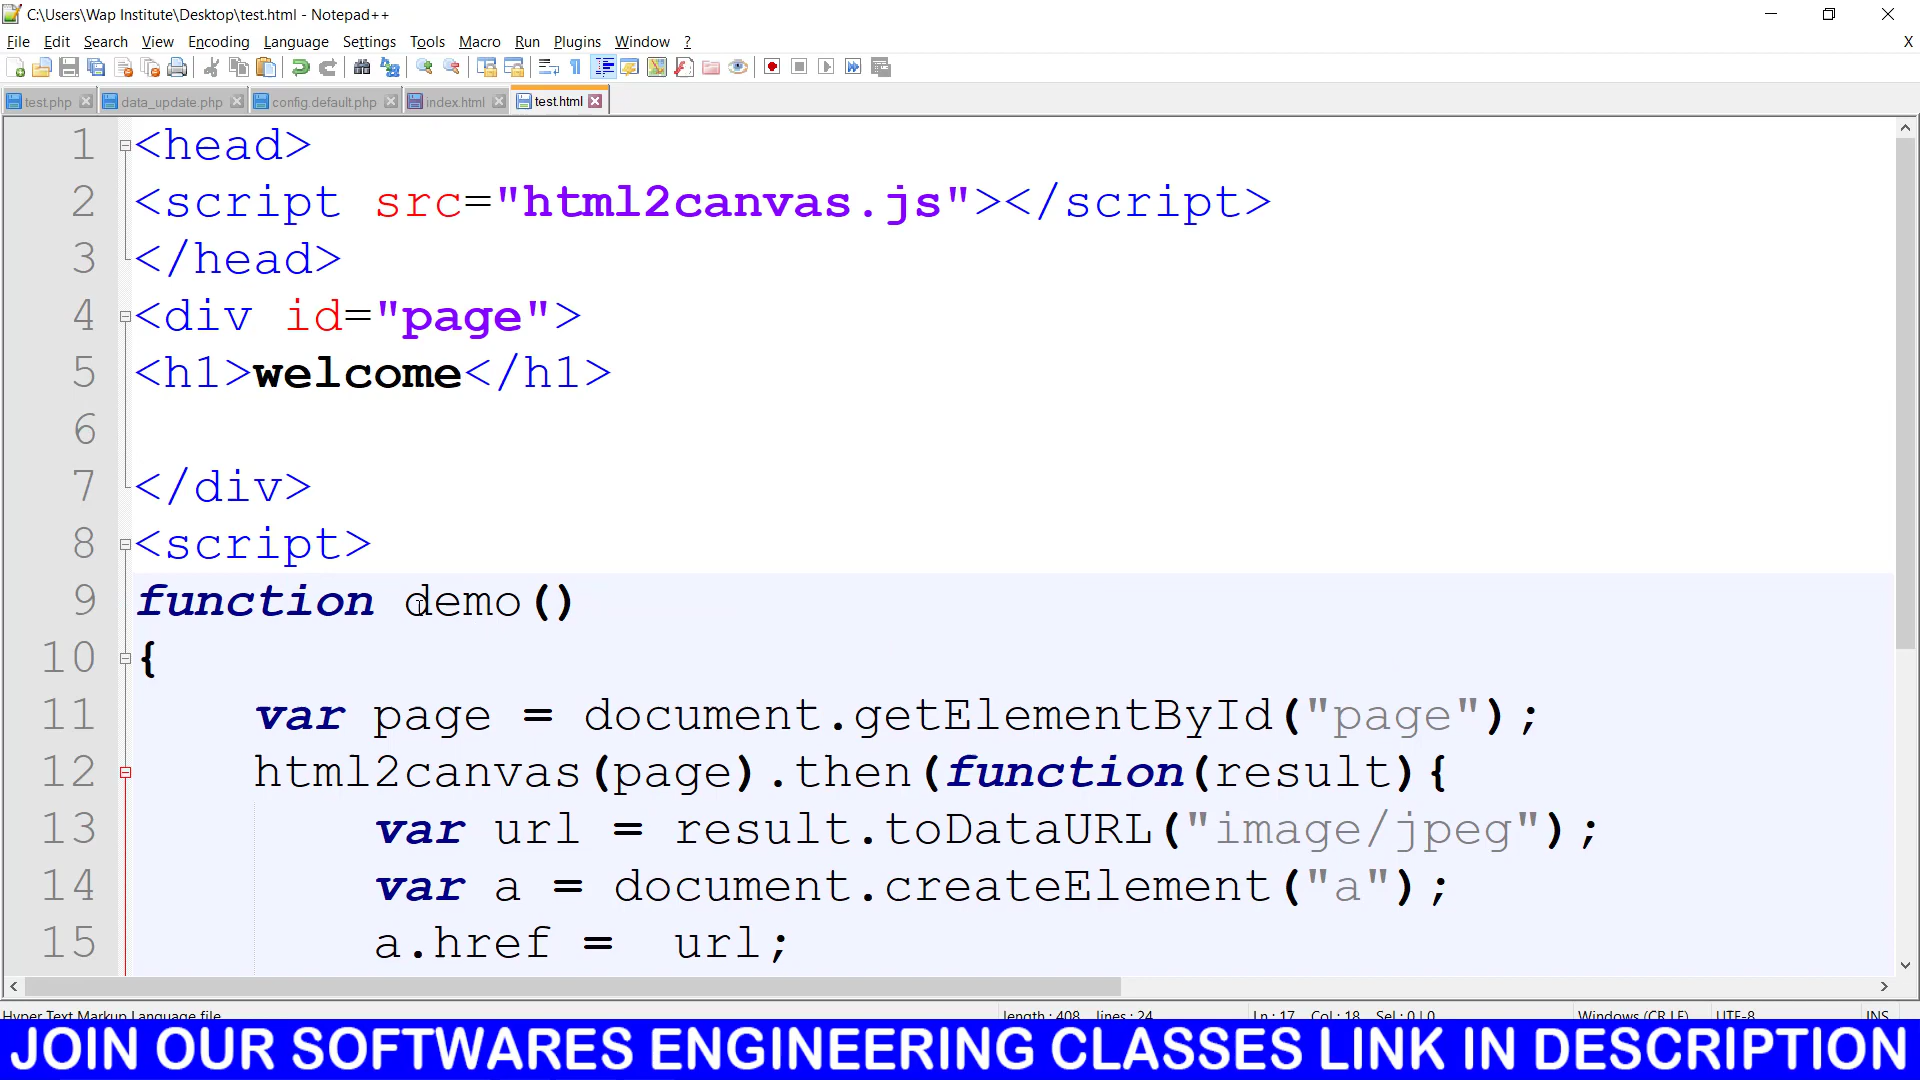 C:\Users\Wap Institute\Desktop\test.html - Notepad++
File Edit Search View Encoding Language Settings Tools Macro Run Plugins Window ? X
test.php data_update.php config.default.php index.html test.html
1 <head>
2 <script src="html2canvas.js"></script>
3 </head>
4 <div id="page">
5 <h1>welcome</h1>
6
7 </div>
8 <script>
9 function demo()
10 {
11 var page = document.getElementById("page");
12 html2canvas(page).then(function(result){
13 var url = result.toDataURL("image/jpeg");
14 var a = document.createElement("a");
15 a.href =  url;
Hyper Text Markup Language file length : 408 lines : 24 Ln : 17 Col : 18 Sel : 0 | 0 Windows (CR LF) UTF-8 INS
JOIN OUR SOFTWARES ENGINEERING CLASSES LINK IN DESCRIPTION